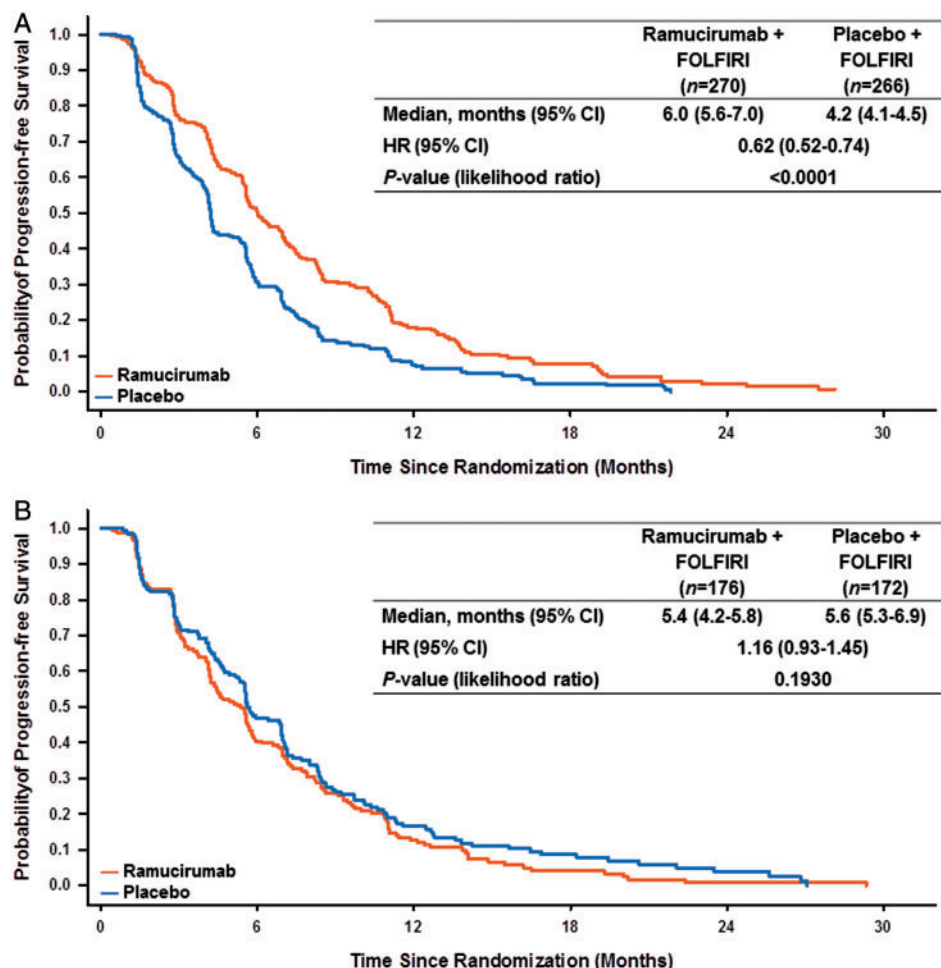 A
Ramucirumab + FOLFIRI (n=270)
Placebo + FOLFIRI (n=266)
Median, months (95% CI) 6.0 (5.6-7.0) 4.2 (4.1-4.5)
HR (95% CI) 0.62 (0.52-0.74)
P-value (likelihood ratio) <0.0001
Probabilityof Progression-free Survival
1.0
0.9
0.8
0.7
0.6
0.5
0.4
0.3
0.2
0.1
0.0
Ramucirumab
Placebo
0 6 12 18 24 30
Time Since Randomization (Months)
B
Ramucirumab + FOLFIRI (n=176)
Placebo + FOLFIRI (n=172)
Median, months (95% CI) 5.4 (4.2-5.8) 5.6 (5.3-6.9)
HR (95% CI) 1.16 (0.93-1.45)
P-value (likelihood ratio) 0.1930
Probabilityof Progression-free Survival
1.0
0.9
0.8
0.7
0.6
0.5
0.4
0.3
0.2
0.1
0.0
Ramucirumab
Placebo
0 6 12 18 24 30
Time Since Randomization (Months)